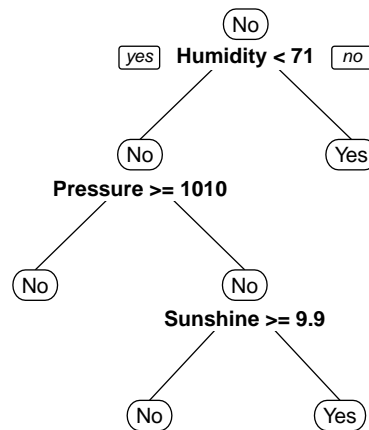 No
yes Humidity < 71 no
No Yes
Pressure >= 1010
No No
Sunshine >= 9.9
No Yes